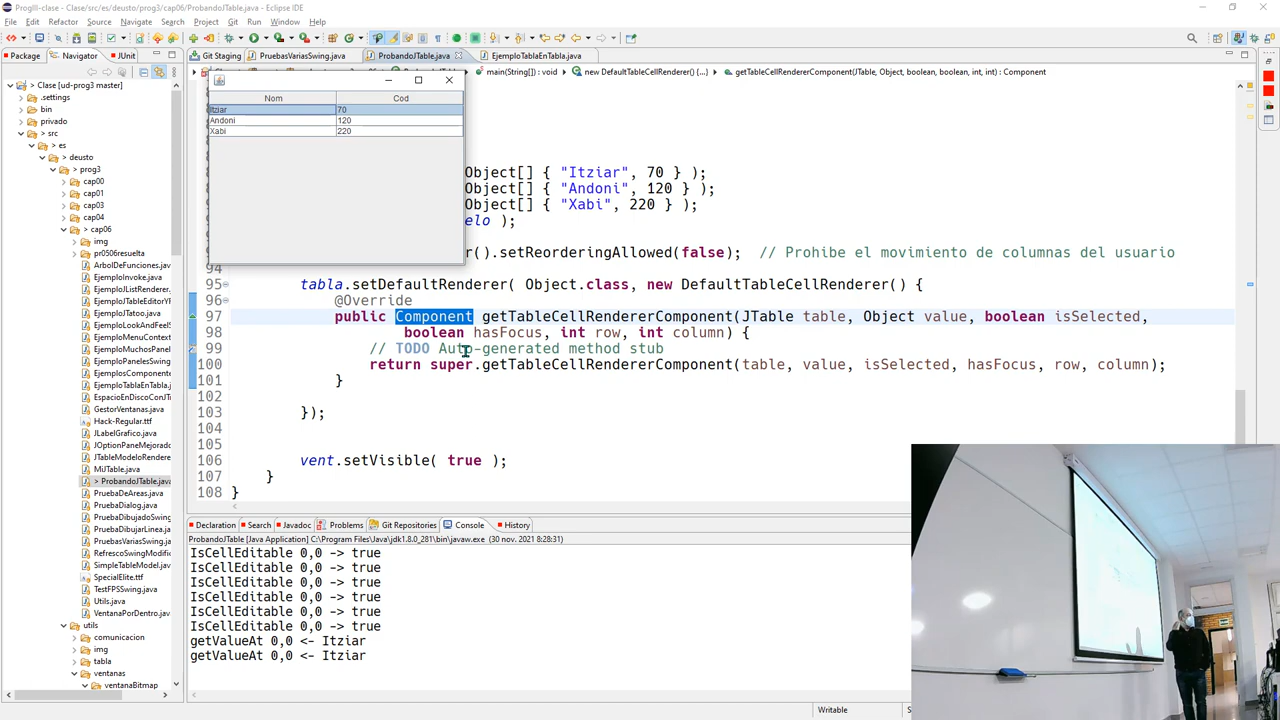 ProgIII-clase - Clase/src/es/deusto/prog3/cap06/ProbandoJTable.java - Eclipse IDE
File Edit Refactor Source Navigate Search Project Git Run Window Help
Package Navigator JUnit
Git Staging PruebasVariasSwing.java ProbandoJTable.java EjemploTablaEnTabla.java
main(String[]) : void new DefaultTableCellRenderer() {...} getTableCellRendererComponent(JTable, Object, boolean, boolean, int, int) : Component
Clase [ud-prog3 master]
.settings
bin
privado
> src
> es
> deusto
> prog3
> cap00
> cap01
> cap03
> cap04
> cap06
> img
pr0506resuelta
ArbolDeFunciones.java
EjemploInvoke.java
EjemploJListRenderer.
EjemploJTableEditorYF
EjemploJTatoo.java
EjemploLookAndFeel
EjemploMenuContext
EjemploMuchosPanel
EjemploPanelesSwing
EjemplosComponente
EjemploTablaEnTabla
EspacioEnDiscoConJT
GestorVentanas.java
Hack-Regular.ttf
JLabelGrafico.java
JOptionPaneMejorado
JTableModeloRendere
MiJTable.java
> ProbandoJTable.java
PruebaDeAreas.java
PruebaDialog.java
PruebaDibujadoSwing
PruebaDibujarLinea.jav
PruebasVariasSwing.ja
RefrescoSwingModific
SimpleTableModel.jav
SpecialElite.ttf
TestFPSSwing.java
Utils.java
VentanaPorDentro.java
utils
comunicacion
img
tabla
ventanas
ventanaBitmap
Nom Cod
Itziar 70
Andoni 120
Xabi 220
Object[] { "Itziar", 70 } );
Object[] { "Andoni", 120 } );
Object[] { "Xabi", 220 } );
elo );
er().setReorderingAllowed(false); // Prohibe el movimiento de columnas del usuario
94
95 tabla.setDefaultRenderer( Object.class, new DefaultTableCellRenderer() {
96 @Override
97 public Component getTableCellRendererComponent(JTable table, Object value, boolean isSelected,
98 boolean hasFocus, int row, int column) {
99 // TODO Auto-generated method stub
100 return super.getTableCellRendererComponent(table, value, isSelected, hasFocus, row, column);
101 }
102
103 });
104
105
106 vent.setVisible( true );
107 }
108 }
Declaration Search Javadoc Problems Git Repositories Console History
ProbandoJTable [Java Application] C:\Program Files\Java\jdk1.8.0_281\bin\javaw.exe (30 nov. 2021 8:28:31)
IsCellEditable 0,0 -> true
IsCellEditable 0,0 -> true
IsCellEditable 0,0 -> true
IsCellEditable 0,0 -> true
IsCellEditable 0,0 -> true
IsCellEditable 0,0 -> true
getValueAt 0,0 <- Itziar
getValueAt 0,0 <- Itziar
Writable